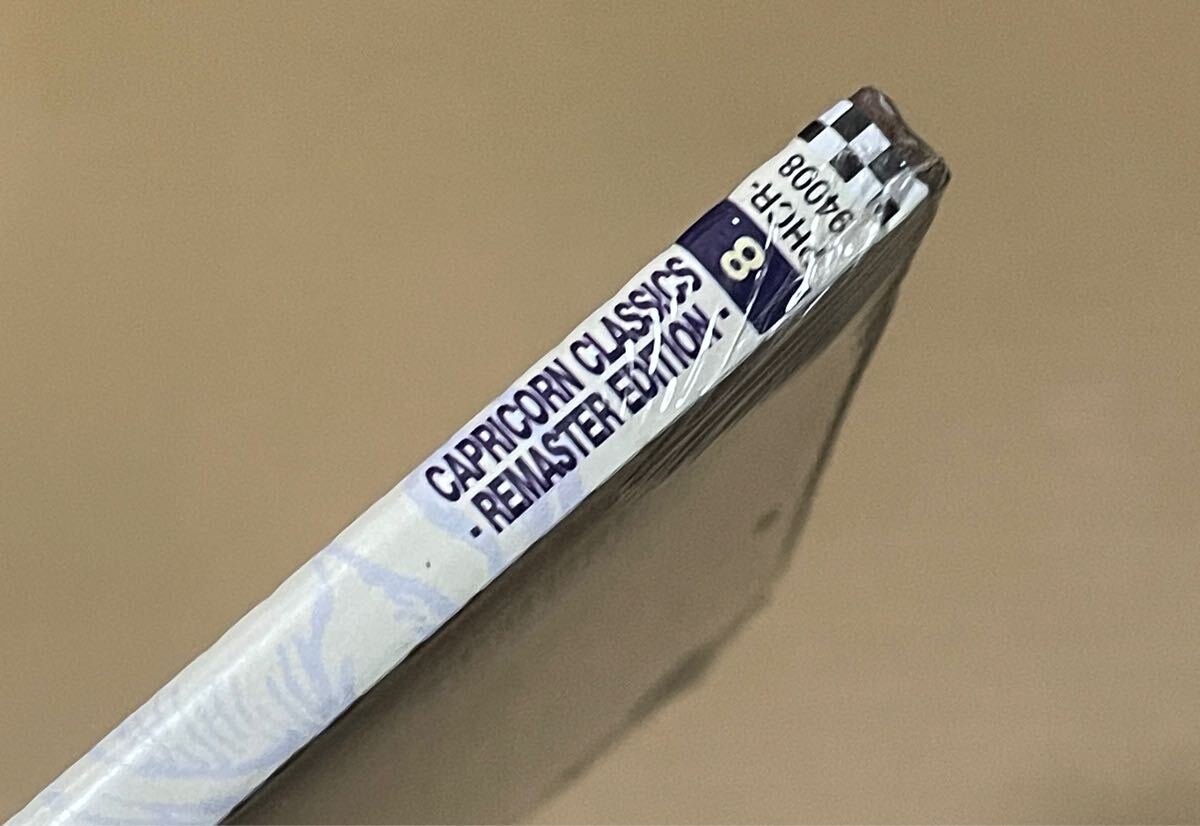 CAPRICORN CLASSICS
- REMASTER EDITION -
8
PHCR-
94008